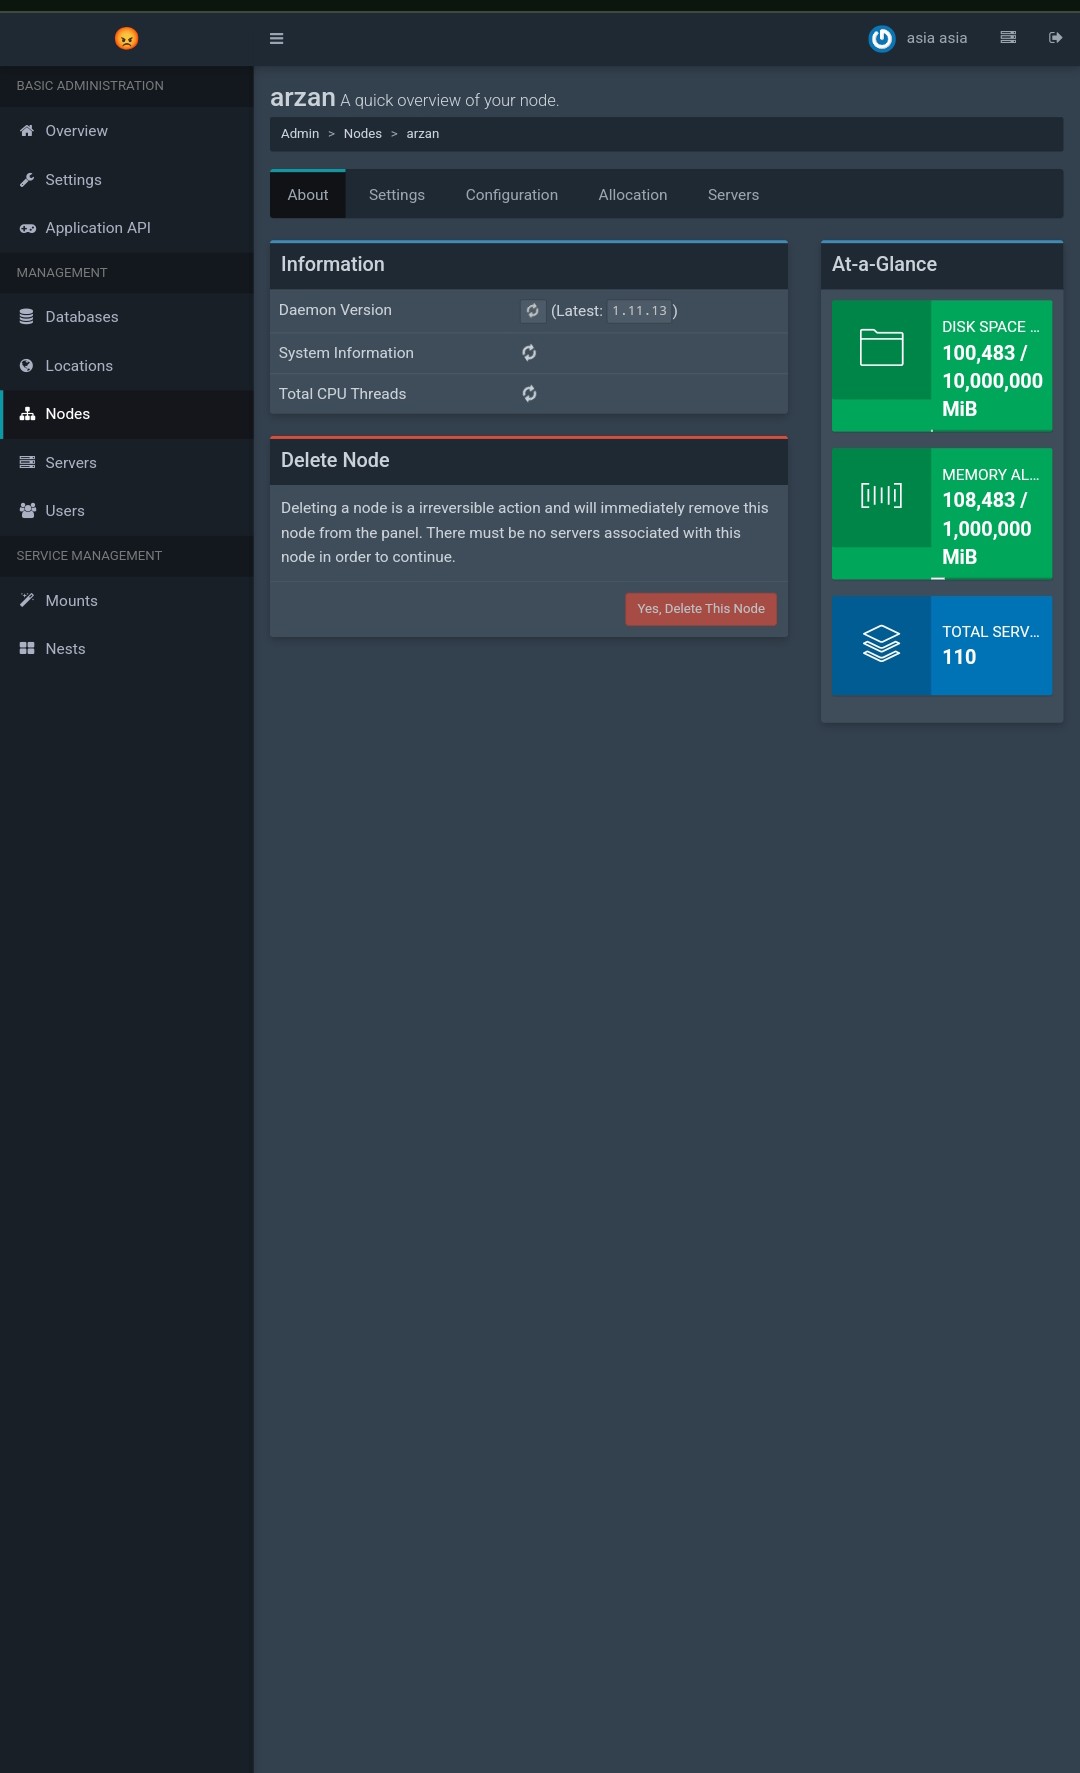 asia asia
BASIC ADMINISTRATION
Overview
Settings
Application API
MANAGEMENT
Databases
Locations
Nodes
Servers
Users
SERVICE MANAGEMENT
Mounts
Nests
arzan A quick overview of your node.
Admin > Nodes > arzan
About Settings Configuration Allocation Servers
Information
Daemon Version (Latest: 1.11.13)
System Information
Total CPU Threads
Delete Node
Deleting a node is a irreversible action and will immediately remove this
node from the panel. There must be no servers associated with this
node in order to continue.
Yes, Delete This Node
At-a-Glance
DISK SPACE ...
100,483 /
10,000,000
MiB
MEMORY AL...
108,483 /
1,000,000
MiB
TOTAL SERV...
110